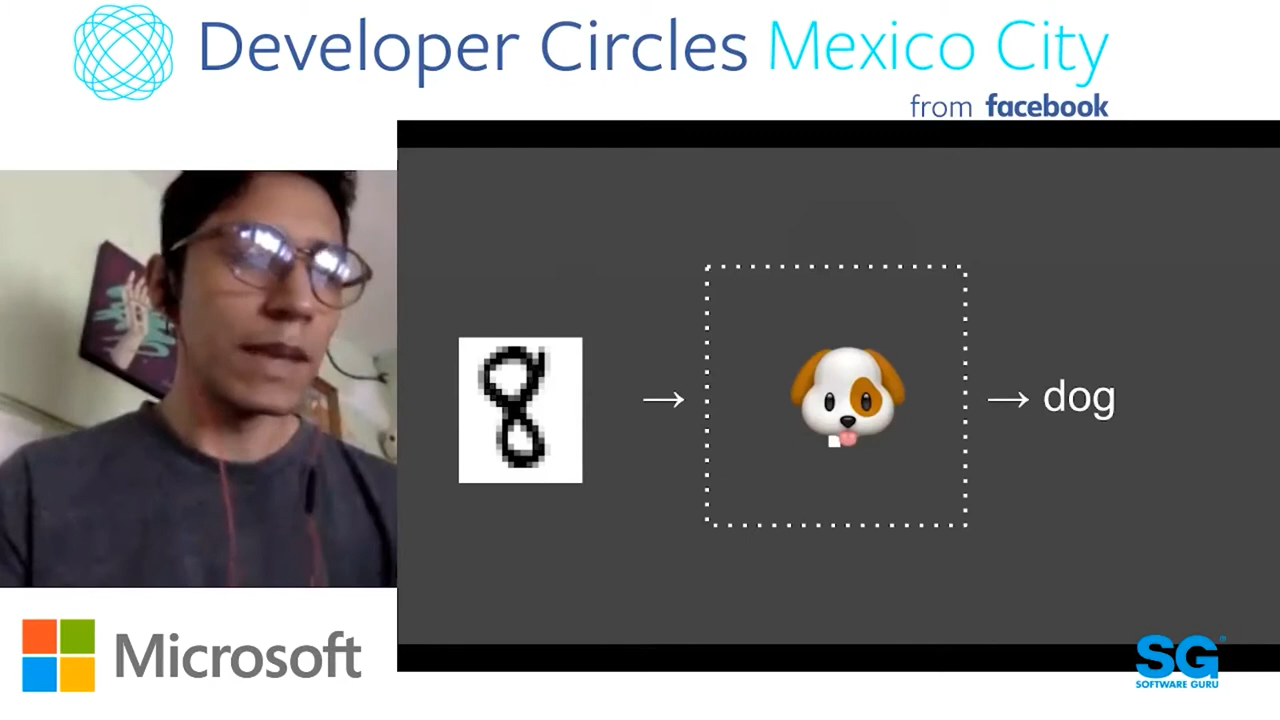 Developer Circles Mexico City
from facebook
8
→ → dog
Microsoft
SG®
SOFTWARE GURU